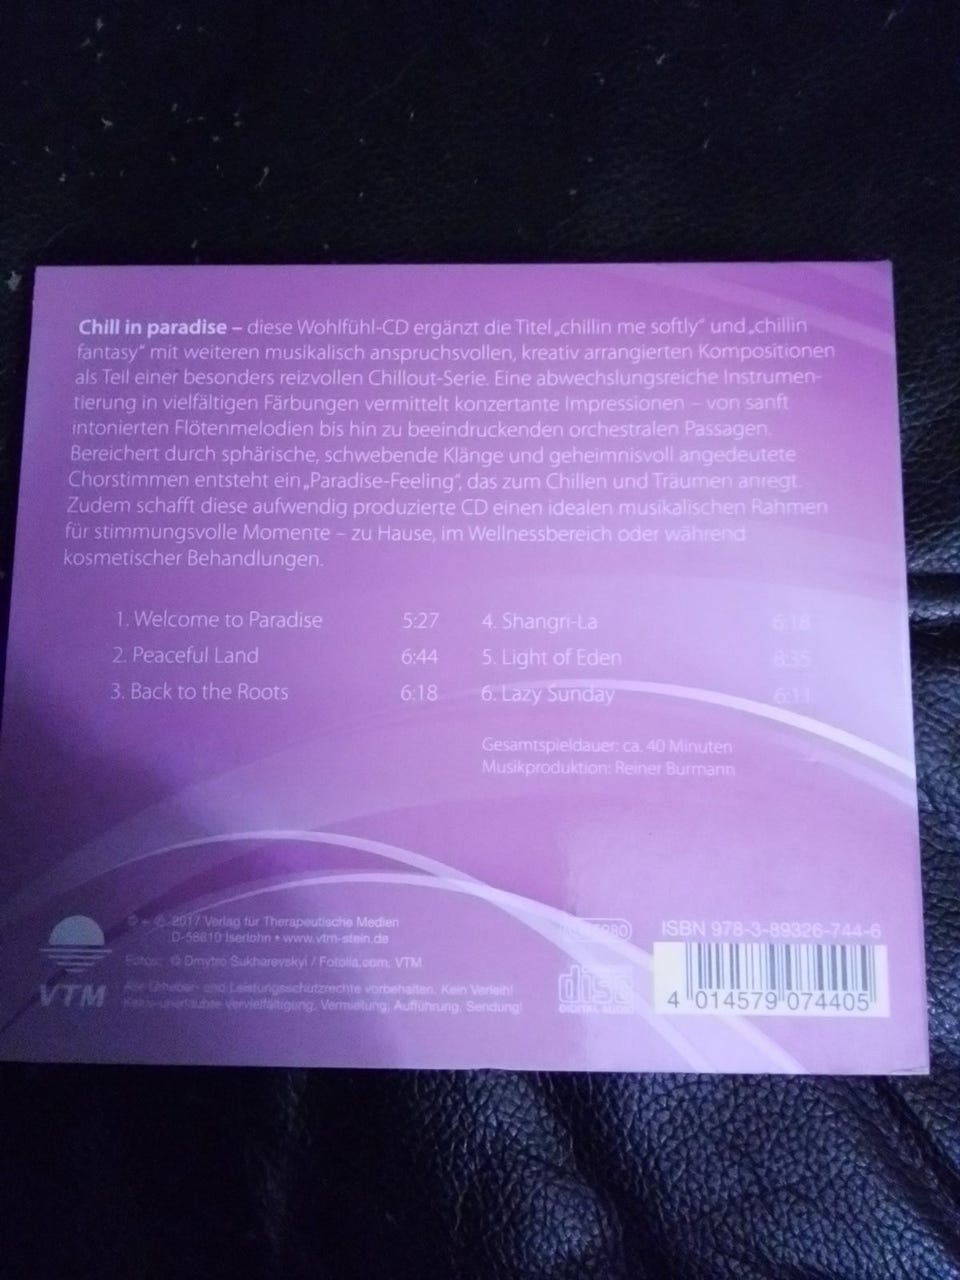 Chill in paradise – diese Wohlfühl-CD ergänzt die Titel „chillin me softly“ und „chillin
fantasy“ mit weiteren musikalisch anspruchsvollen, kreativ arrangierten Kompositionen
als Teil einer besonders reizvollen Chillout-Serie. Eine abwechslungsreiche Instrumen-
tierung in vielfältigen Färbungen vermittelt konzertante Impressionen – von sanft
intonierten Flötenmelodien bis hin zu beeindruckenden orchestralen Passagen.
Bereichert durch sphärische, schwebende Klänge und geheimnisvoll angedeutete
Chorstimmen entsteht ein „Paradise-Feeling“, das zum Chillen und Träumen anregt.
Zudem schafft diese aufwendig produzierte CD einen idealen musikalischen Rahmen
für stimmungsvolle Momente – zu Hause, im Wellnessbereich oder während
kosmetischer Behandlungen.
1. Welcome to Paradise 5:27
2. Peaceful Land 6:44
3. Back to the Roots 6:18
4. Shangri-La 6:18
5. Light of Eden 8:35
6. Lazy Sunday 6:11
Gesamtspieldauer: ca. 40 Minuten
Musikproduktion: Reiner Burmann
© + ℗ 2017 Verlag für Therapeutische Medien
D-58810 Iserlohn • www.vtm-stein.de
Fotos: © Dmytro Sukharevskyi / Fotolia.com, VTM
Alle Urheber- und Leistungsschutzrechte vorbehalten. Kein Verleih!
Keine unerlaubte Vervielfältigung, Vermietung, Aufführung, Sendung!
VTM
disc
DIGITAL AUDIO
ISBN 978-3-89326-744-6
4 014579 074405